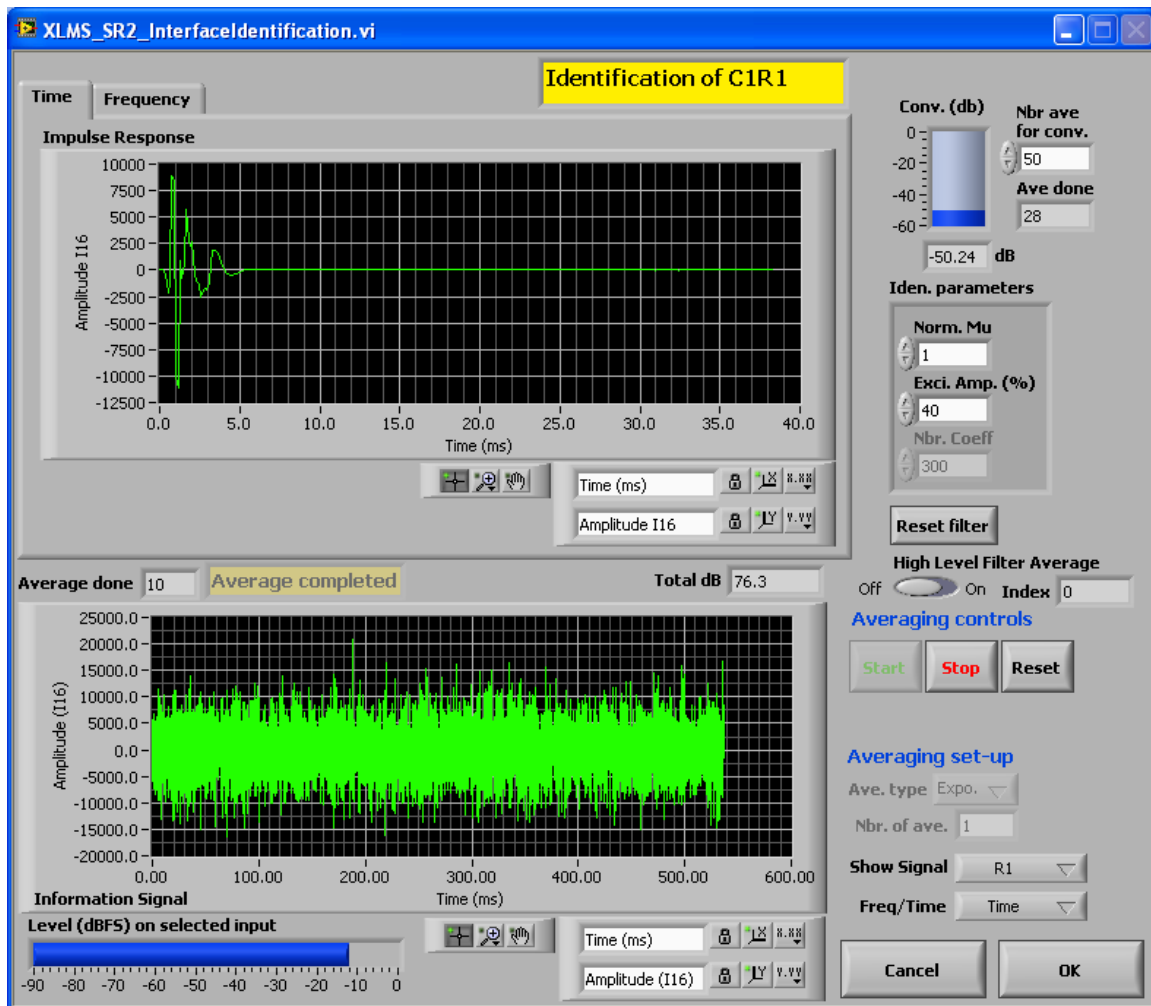 XLMS_SR2_InterfaceIdentification.vi
Identification of C1R1
Time Frequency
Impulse Response
Amplitude I16
10000
7500
5000
2500
0
-2500
-5000
-7500
-10000
-12500
0.0 5.0 10.0 15.0 20.0 25.0 30.0 35.0 40.0
Time (ms)
Time (ms) X.XX
Amplitude I16 Y.YY
Conv. (db)
0
-20
-40
-60
-50.24 dB
Nbr ave
for conv.
50
Ave done
28
Iden. parameters
Norm. Mu
1
Exci. Amp. (%)
40
Nbr. Coeff
300
Reset filter
High Level Filter Average
Off On Index 0
Average done 10 Average completed Total dB 76.3
Amplitude (I16)
25000.0
20000.0
15000.0
10000.0
5000.0
0.0
-5000.0
-10000.0
-15000.0
-20000.0
0.00 100.00 200.00 300.00 400.00 500.00 600.00
Information Signal Time (ms)
Level (dBFS) on selected input
-90 -80 -70 -60 -50 -40 -30 -20 -10 0
Time (ms) X.XX
Amplitude (I16) Y.YY
Averaging controls
Start Stop Reset
Averaging set-up
Ave. type Expo.
Nbr. of ave. 1
Show Signal R1
Freq/Time Time
Cancel OK